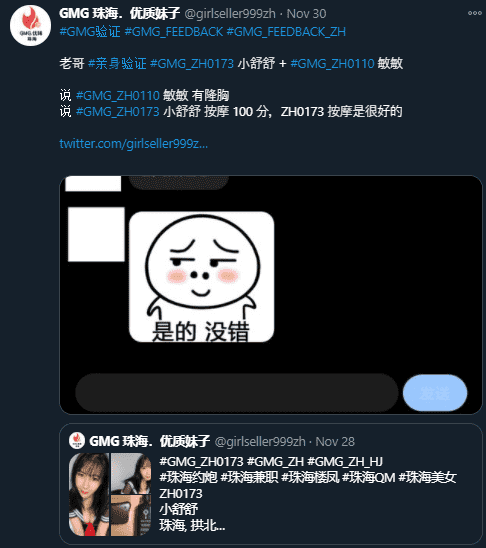 GMG 珠海．优质妹子 @girlseller999zh · Nov 30
#GMG验证 #GMG_FEEDBACK #GMG_FEEDBACK_ZH
老哥 #亲身验证 #GMG_ZH0173 小舒舒 + #GMG_ZH0110 敏敏
说 #GMG_ZH0110 敏敏 有隆胸
说 #GMG_ZH0173 小舒舒 按摩 100 分，ZH0173 按摩是很好的
twitter.com/girlseller999z...
是的 没错
发送
GMG 珠海．优质妹子 @girlseller999zh · Nov 28
#GMG_ZH0173 #GMG_ZH #GMG_ZH_HJ
#珠海约炮 #珠海兼职 #珠海楼凤 #珠海QM #珠海美女
ZH0173
小舒舒
珠海, 拱北...
GMG.优质
珠海